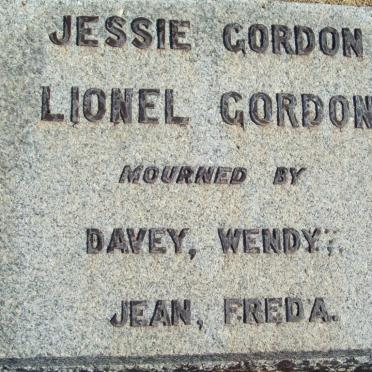 JESSIE GORDON
LIONEL GORDON
MOURNED BY
DAVEY, WENDY.
JEAN, FREDA.